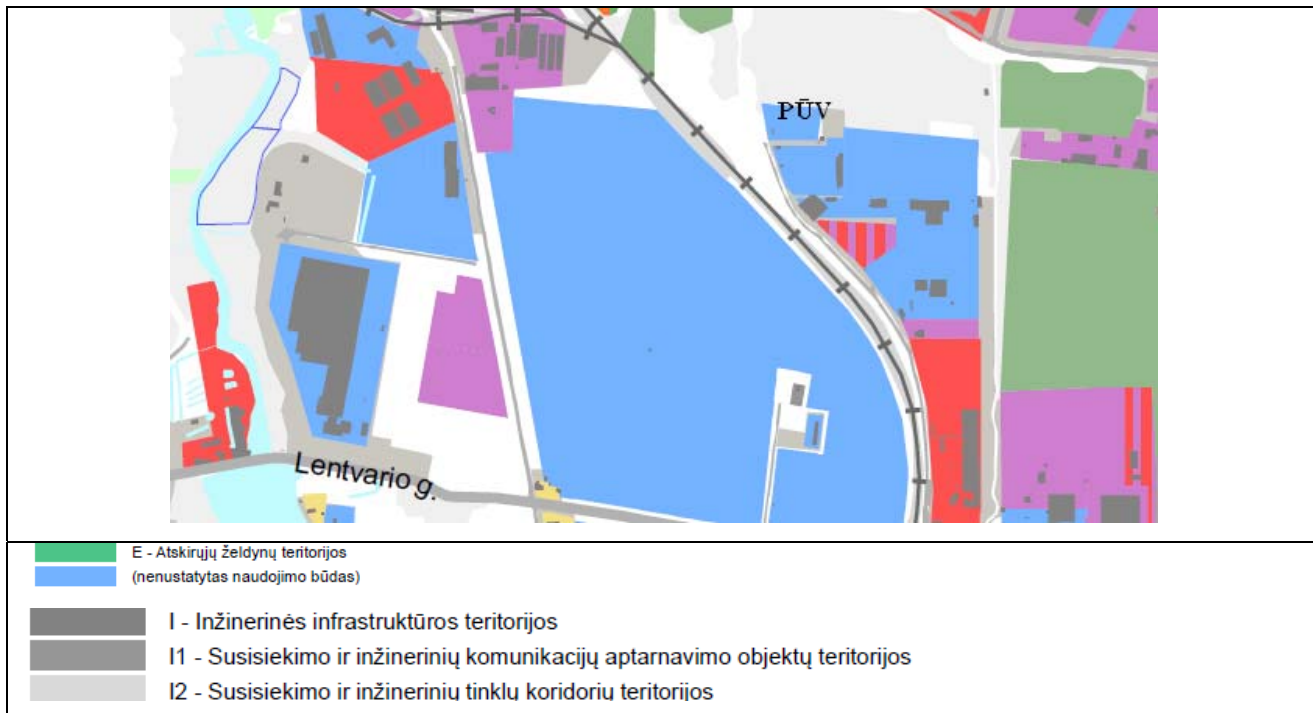 PŪV
Lentvario g.
E - Atskirųjų želdynų teritorijos
(nenustatytas naudojimo būdas)
I - Inžinerinės infrastruktūros teritorijos
I1 - Susisiekimo ir inžinerinių komunikacijų aptarnavimo objektų teritorijos
I2 - Susisiekimo ir inžinerinių tinklų koridorių teritorijos